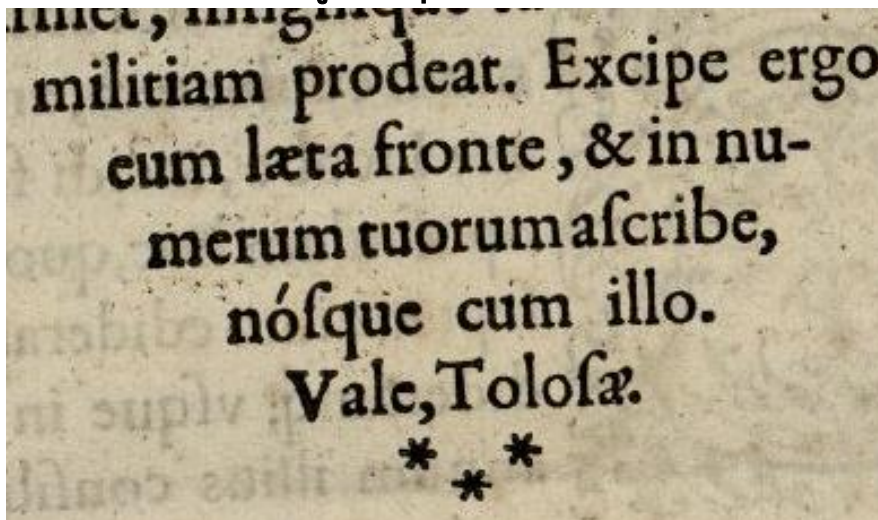 militiam prodeat. Excipe ergo
eum læta fronte, & in nu-
merum tuorum aſcribe,
nóſque cum illo.
Vale, Toloſæ.
* * *